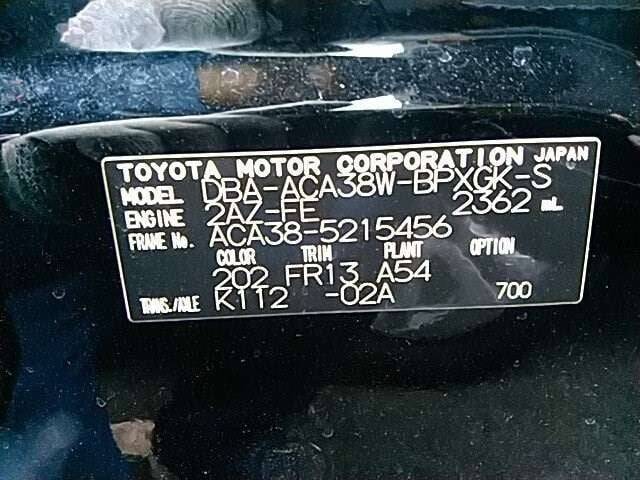 TOYOTA MOTOR CORPORATION JAPAN
MODEL DBA-ACA38W-BPXGK-S
ENGINE 2AZ-FE 2362 mL
FRAME No. ACA38-5215456
COLOR TRIM PLANT OPTION
202 FR13 A54
TRANS./AXLE K112 -02A 700